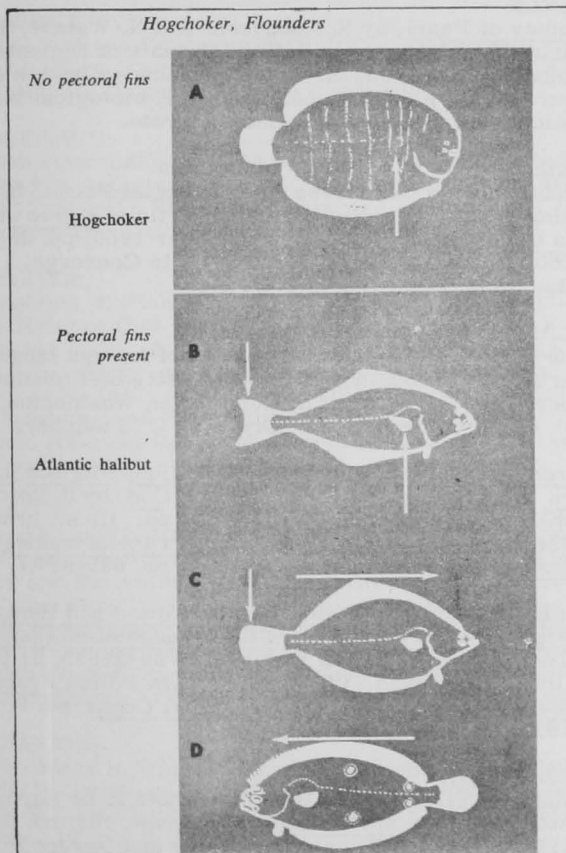 Hogchoker, Flounders
No pectoral fins
A
Hogchoker
Pectoral fins
present
B
Atlantic halibut
C
D